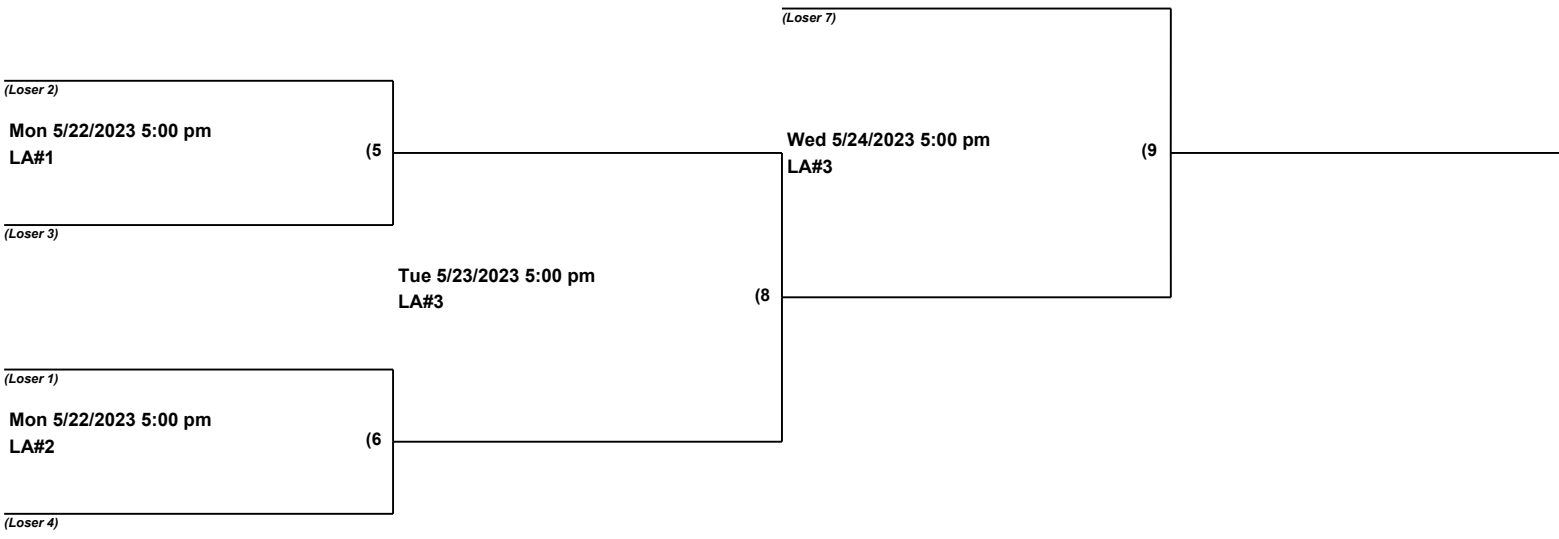 (Loser 7)
(Loser 2)
Mon 5/22/2023 5:00 pm
LA#1
(5
Wed 5/24/2023 5:00 pm
LA#3
(9
(Loser 3)
Tue 5/23/2023 5:00 pm
LA#3
(8
(Loser 1)
Mon 5/22/2023 5:00 pm
LA#2
(6
(Loser 4)